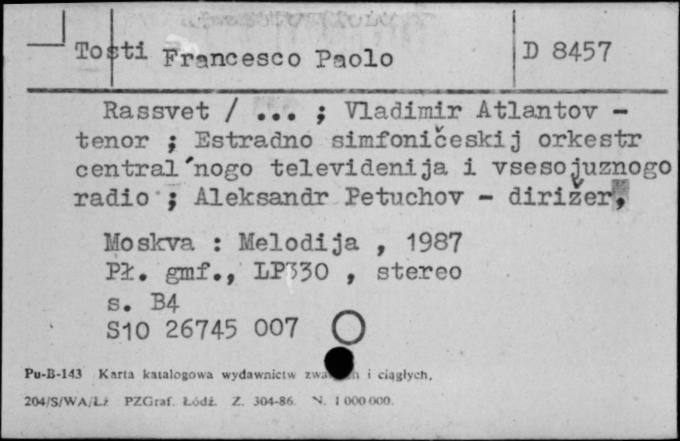 Tosti Francesco Paolo D 8457
Rassvet / ... ; Vladimir Atlantov -
tenor ; Estradno simfoničeskij orkestr
central'nogo televidenija i vsesojuznogo
radio ; Aleksandr Petuchov - dirižer,
Moskva : Melodija , 1987
Pł. gmf., LP330 , stereo
s. B4
S10 26745 007
Pu-B-143 Karta katalogowa wydawnictw i ciągłych.
204/S/WA/Łż PZGraf. Łódź. Z. 304-86. N. 1 000 000.